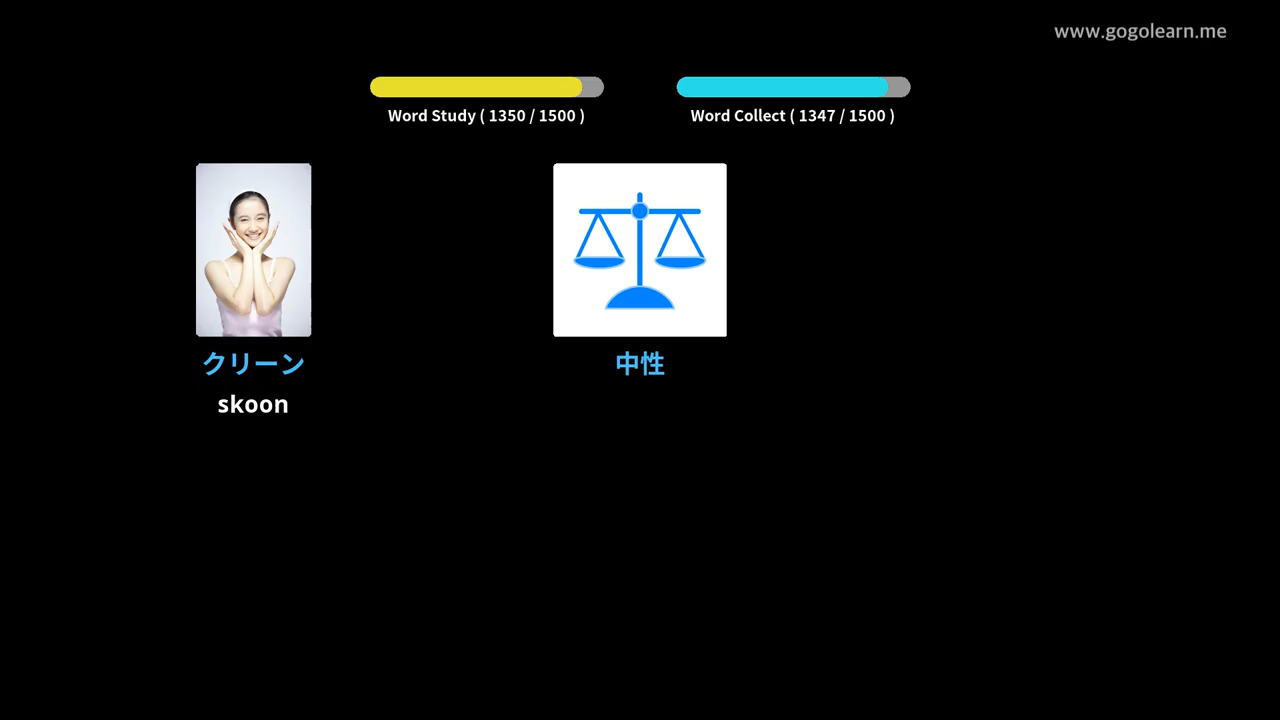 www.gogolearn.me
Word Study ( 1350 / 1500 )
Word Collect ( 1347 / 1500 )
クリーン
中性
skoon